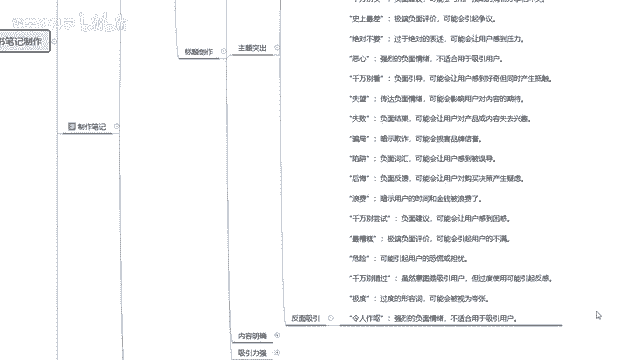 书笔记制作
制作笔记
标题创作
主题突出
"史上最差"：极端负面评价，可能会引起争议。
"绝对不要"：过于绝对的表述，可能会让用户感到压力。
"恶心"：强烈的负面情绪，不适合用于吸引用户。
"千万别看"：负面引导，可能会让用户感到好奇但同时产生抵触。
"失望"：传达负面情绪，可能会影响用户对内容的期待。
"失败"：负面结果，可能会让用户对产品或内容失去兴趣。
"骗局"：暗示欺诈，可能会损害品牌信誉。
"陷阱"：负面词汇，可能会让用户感到被误导。
"后悔"：负面反馈，可能会让用户对购买决策产生疑虑。
"浪费"：暗示用户的时间和金钱被浪费了。
"千万别尝试"：负面建议，可能会让用户感到困惑。
"最糟糕"：极端负面评价，可能会引起用户的不满。
"危险"：可能引起用户的恐慌或担忧。
"千万别错过"：虽然意图是吸引用户，但过度使用可能引起反感。
"极度"：过度的形容词，可能会被视为夸张。
"令人作呕"：强烈的负面情绪，不适合用于吸引用户。
反面吸引
内容明确
吸引力强